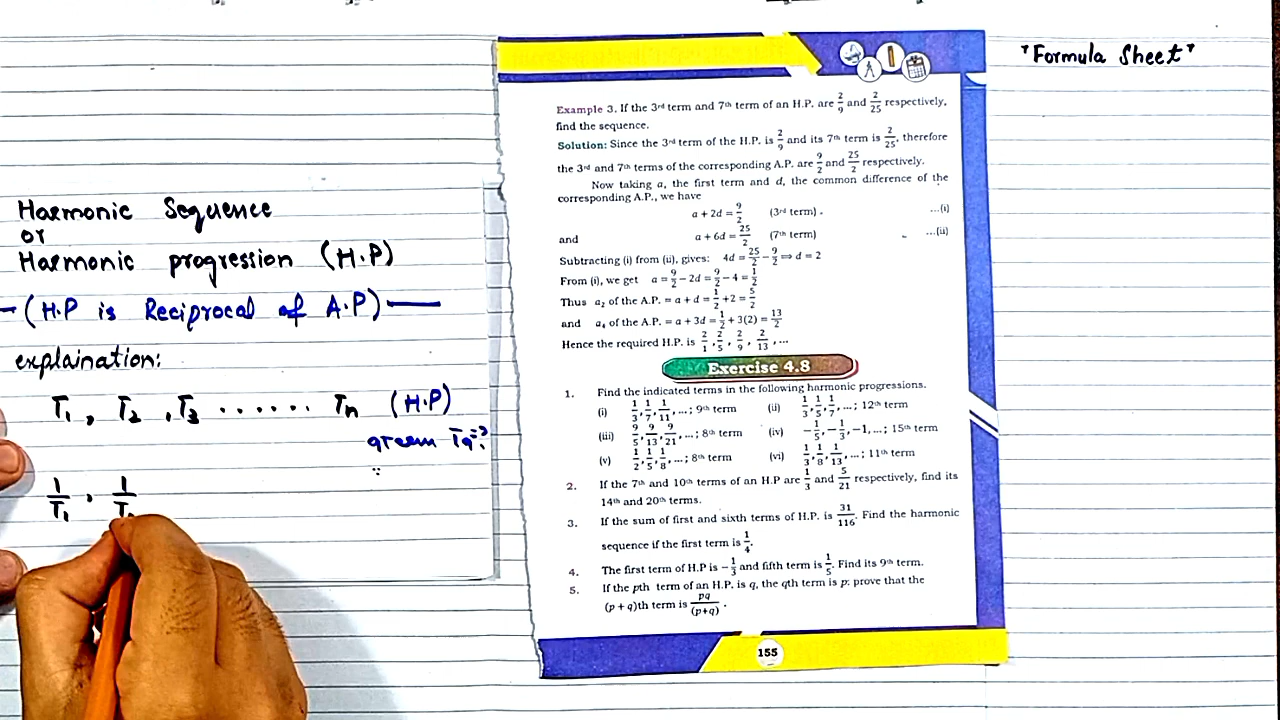 Harmonic Sequence
or
Harmonic progression (H.P)
(H.P is Reciprocal of A.P)
explaination:
T₁, T₂, T₃ ...... Tₙ (H.P)
1/T₁, 1/T
Example 3. If the 3rd term and 7th term of an H.P. are 2/9 and 2/25 respectively,
find the sequence.
Solution: Since the 3rd term of the H.P. is 2/9 and its 7th term is 2/25, therefore
the 3rd and 7th terms of the corresponding A.P. are 9/2 and 25/2 respectively.
Now taking a, the first term and d, the common difference of the
corresponding A.P., we have
a + 2d = 9/2 (3rd term) ...(i)
and a + 6d = 25/2 (7th term) ...(ii)
Subtracting (i) from (ii), gives: 4d = 25/2 − 9/2 ⟹ d = 2
From (i), we get a = 9/2 − 2d = 9/2 − 4 = 1/2
Thus a₂ of the A.P. = a + d = 1/2 + 2 = 5/2
and a₄ of the A.P. = a + 3d = 1/2 + 3(2) = 13/2
Hence the required H.P. is 2/1, 2/5, 2/9, 2/13, ...
Exercise 4.8
1. Find the indicated terms in the following harmonic progressions.
(i) 1/3, 1/7, 1/11, ...; 9th term (ii) 1/3, 1/5, 1/7, ...; 12th term
(iii) 9/5, 9/13, 9/21, ...; 8th term (iv) −1/5, −1/3, −1, ...; 15th term
(v) 1/2, 1/5, 1/8, ...; 8th term (vi) 1/3, 1/8, 1/13, ...; 11th term
2. If the 7th and 10th terms of an H.P are 1/3 and 5/21 respectively, find its
14th and 20th terms.
3. If the sum of first and sixth terms of H.P. is 31/116. Find the harmonic
sequence if the first term is 1/4.
4. The first term of H.P is −1/3 and fifth term is 1/5. Find its 9th term.
5. If the pth term of an H.P. is q, the qth term is p: prove that the
(p + q)th term is pq/(p+q).
155
"Formula Sheet"